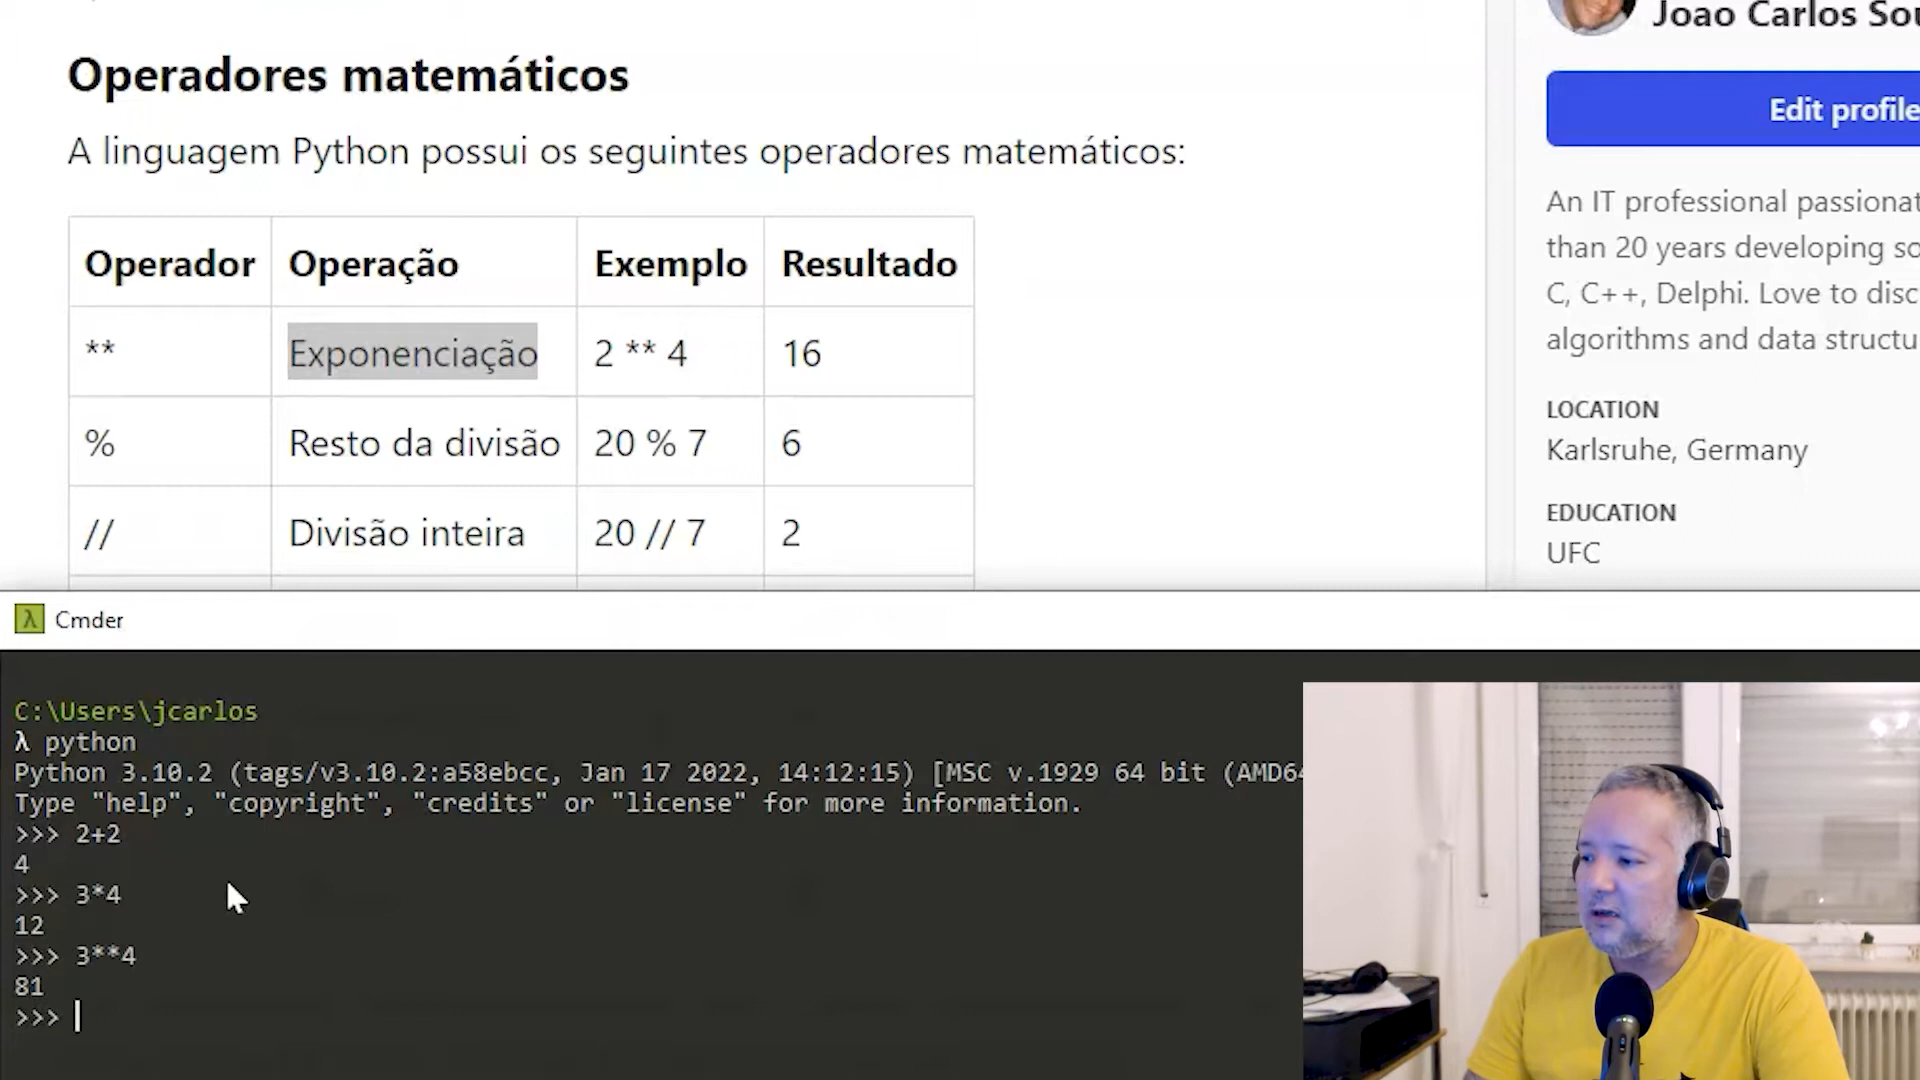 Operadores matemáticos
A linguagem Python possui os seguintes operadores matemáticos:
Operador Operação Exemplo Resultado
** Exponenciação 2 ** 4 16
% Resto da divisão 20 % 7 6
// Divisão inteira 20 // 7 2
Joao Carlos Sou
Edit profile
An IT professional passionat
than 20 years developing so
C, C++, Delphi. Love to disc
algorithms and data structu
LOCATION
Karlsruhe, Germany
EDUCATION
UFC
λ Cmder
C:\Users\jcarlos
λ python
Python 3.10.2 (tags/v3.10.2:a58ebcc, Jan 17 2022, 14:12:15) [MSC v.1929 64 bit (AMD64
Type "help", "copyright", "credits" or "license" for more information.
>>> 2+2
4
>>> 3*4
12
>>> 3**4
81
>>>